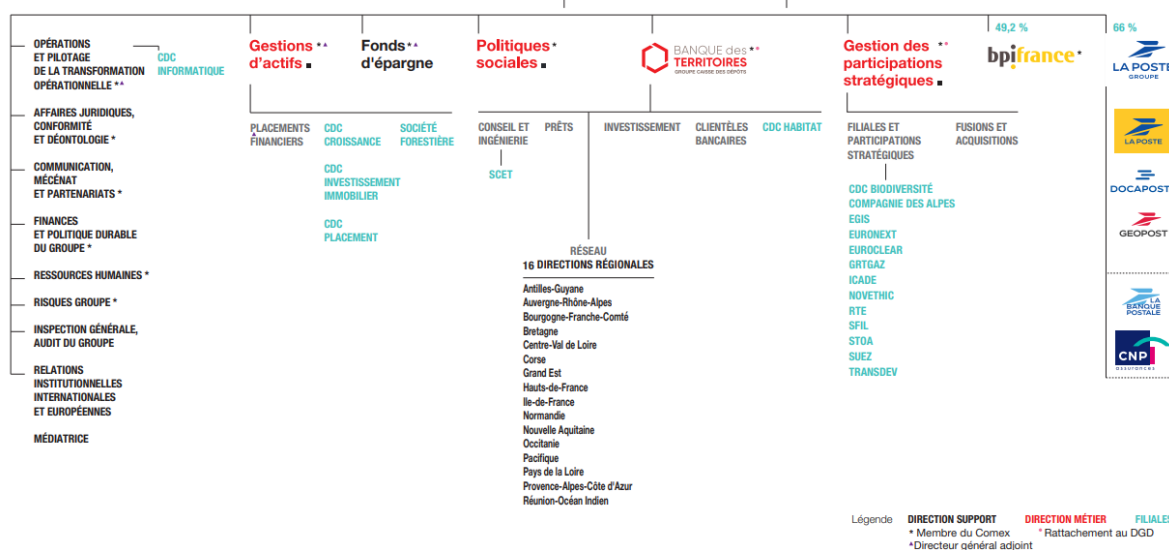 49,2 %
66 %
OPÉRATIONS
ET PILOTAGE
DE LA TRANSFORMATION
OPÉRATIONNELLE *▲
CDC
INFORMATIQUE
AFFAIRES JURIDIQUES,
CONFORMITÉ
ET DÉONTOLOGIE *
COMMUNICATION,
MÉCÉNAT
ET PARTENARIATS *
FINANCES
ET POLITIQUE DURABLE
DU GROUPE *
RESSOURCES HUMAINES *
RISQUES GROUPE *
INSPECTION GÉNÉRALE,
AUDIT DU GROUPE
RELATIONS
INSTITUTIONNELLES
INTERNATIONALES
ET EUROPÉENNES
MÉDIATRICE
Gestions *▲
d'actifs ■
PLACEMENTS
▲FINANCIERS
CDC
CROISSANCE
CDC
INVESTISSEMENT
IMMOBILIER
CDC
PLACEMENT
SOCIÉTÉ
FORESTIÈRE
Fonds *▲
d'épargne
Politiques *
sociales ■
BANQUE des **
TERRITOIRES
GROUPE CAISSE DES DÉPÔTS
CONSEIL ET
INGÉNIERIE
SCET
PRÊTS
INVESTISSEMENT
CLIENTÈLES
BANCAIRES
CDC HABITAT
RÉSEAU
16 DIRECTIONS RÉGIONALES
Antilles-Guyane
Auvergne-Rhône-Alpes
Bourgogne-Franche-Comté
Bretagne
Centre-Val de Loire
Corse
Grand Est
Hauts-de-France
Ile-de-France
Normandie
Nouvelle Aquitaine
Occitanie
Pacifique
Pays de la Loire
Provence-Alpes-Côte d'Azur
Réunion-Océan Indien
Gestion des **
participations
stratégiques ■
FILIALES ET
PARTICIPATIONS
STRATÉGIQUES
CDC BIODIVERSITÉ
COMPAGNIE DES ALPES
EGIS
EURONEXT
EUROCLEAR
GRTGAZ
ICADE
NOVETHIC
RTE
SFIL
STOA
SUEZ
TRANSDEV
FUSIONS ET
ACQUISITIONS
bpifrance *
LA POSTE
GROUPE
LA POSTE
DOCAPOST
GEOPOST
LA
BANQUE
POSTALE
CNP
assurances
Légende DIRECTION SUPPORT DIRECTION MÉTIER FILIALES
* Membre du Comex * Rattachement au DGD
▲Directeur général adjoint